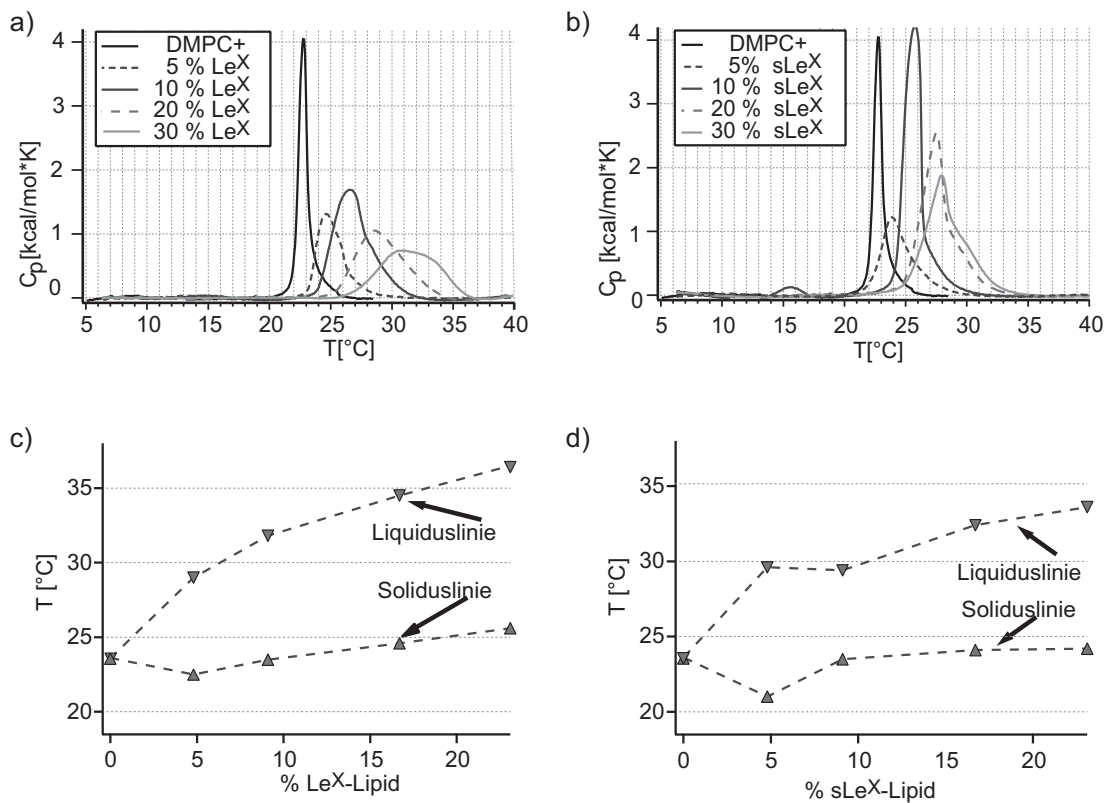 a)
DMPC+
5 % LeX
10 % LeX
20 % LeX
30 % LeX
4
3
2
1
0
Cp[kcal/mol*K]
5 10 15 20 25 30 35 40
T[°C]
b)
DMPC+
5% sLeX
10 % sLeX
20 % sLeX
30 % sLeX
4
3
2
1
0
Cp [kcal/mol*K]
5 10 15 20 25 30 35 40
T[°C]
c)
35
30
25
20
T [°C]
Liquiduslinie
Soliduslinie
0 5 10 15 20
% LeX-Lipid
d)
35
30
25
20
T [°C]
Liquiduslinie
Soliduslinie
0 5 10 15 20
% sLeX-Lipid